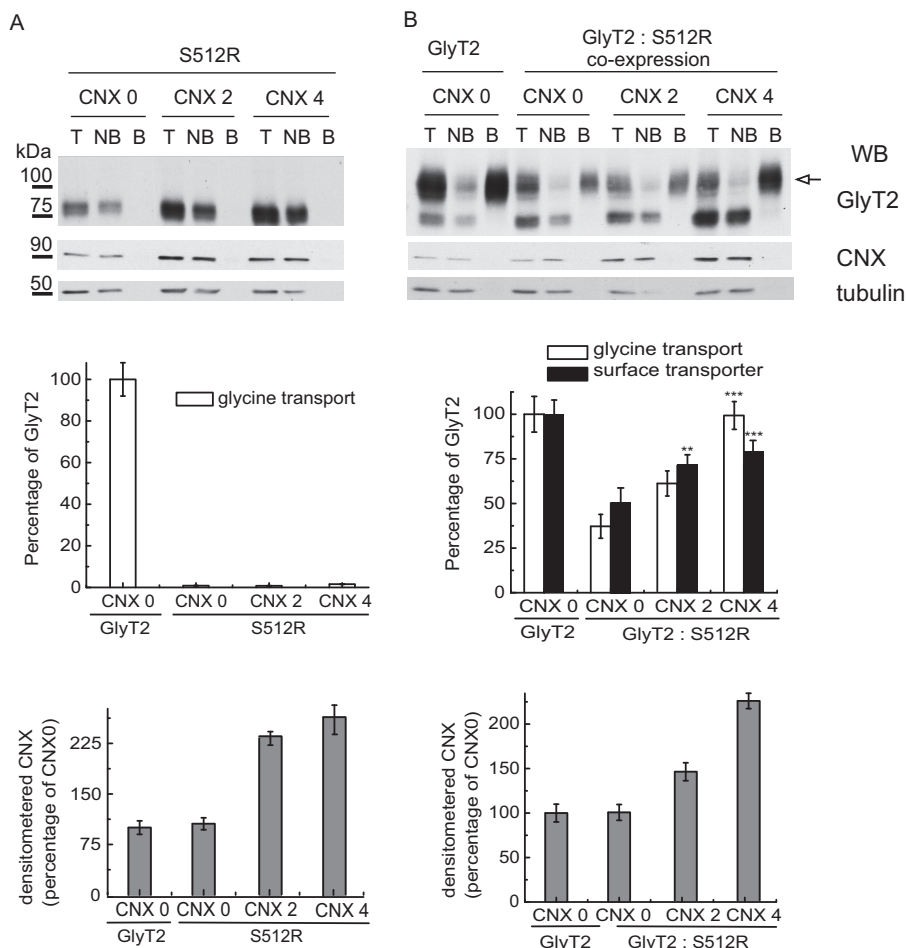 A
S512R
CNX 0 CNX 2 CNX 4
T NB B T NB B T NB B
kDa
100
75
90
50
B
GlyT2 GlyT2 : S512R
co-expression
CNX 0 CNX 0 CNX 2 CNX 4
T NB B T NB B T NB B T NB B
WB
GlyT2
CNX
tubulin
glycine transport
Percentage of GlyT2
100
80
60
40
20
0
CNX 0 CNX 0 CNX 2 CNX 4
GlyT2 S512R
glycine transport
surface transporter
Percentage of GlyT2
100
75
50
25
0
** *** ***
CNX 0 CNX 0 CNX 2 CNX 4
GlyT2 GlyT2 : S512R
densitometered CNX
(percentage of CNX0)
225
150
75
0
CNX 0 CNX 0 CNX 2 CNX 4
GlyT2 S512R
densitometered CNX
(percentage of CNX0)
200
150
100
50
0
CNX 0 CNX 0 CNX 2 CNX 4
GlyT2 GlyT2 : S512R